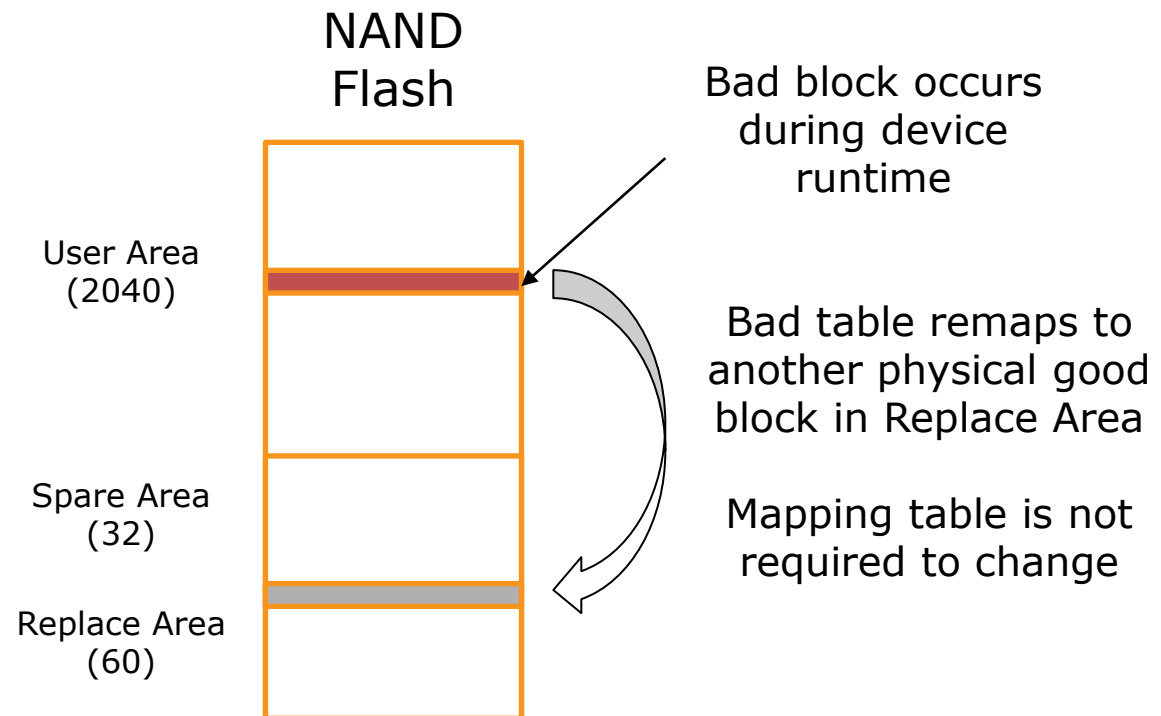 NAND
Flash
Bad block occurs
during device
runtime
User Area
(2040)
Bad table remaps to
another physical good
block in Replace Area
Spare Area
(32)
Mapping table is not
required to change
Replace Area
(60)